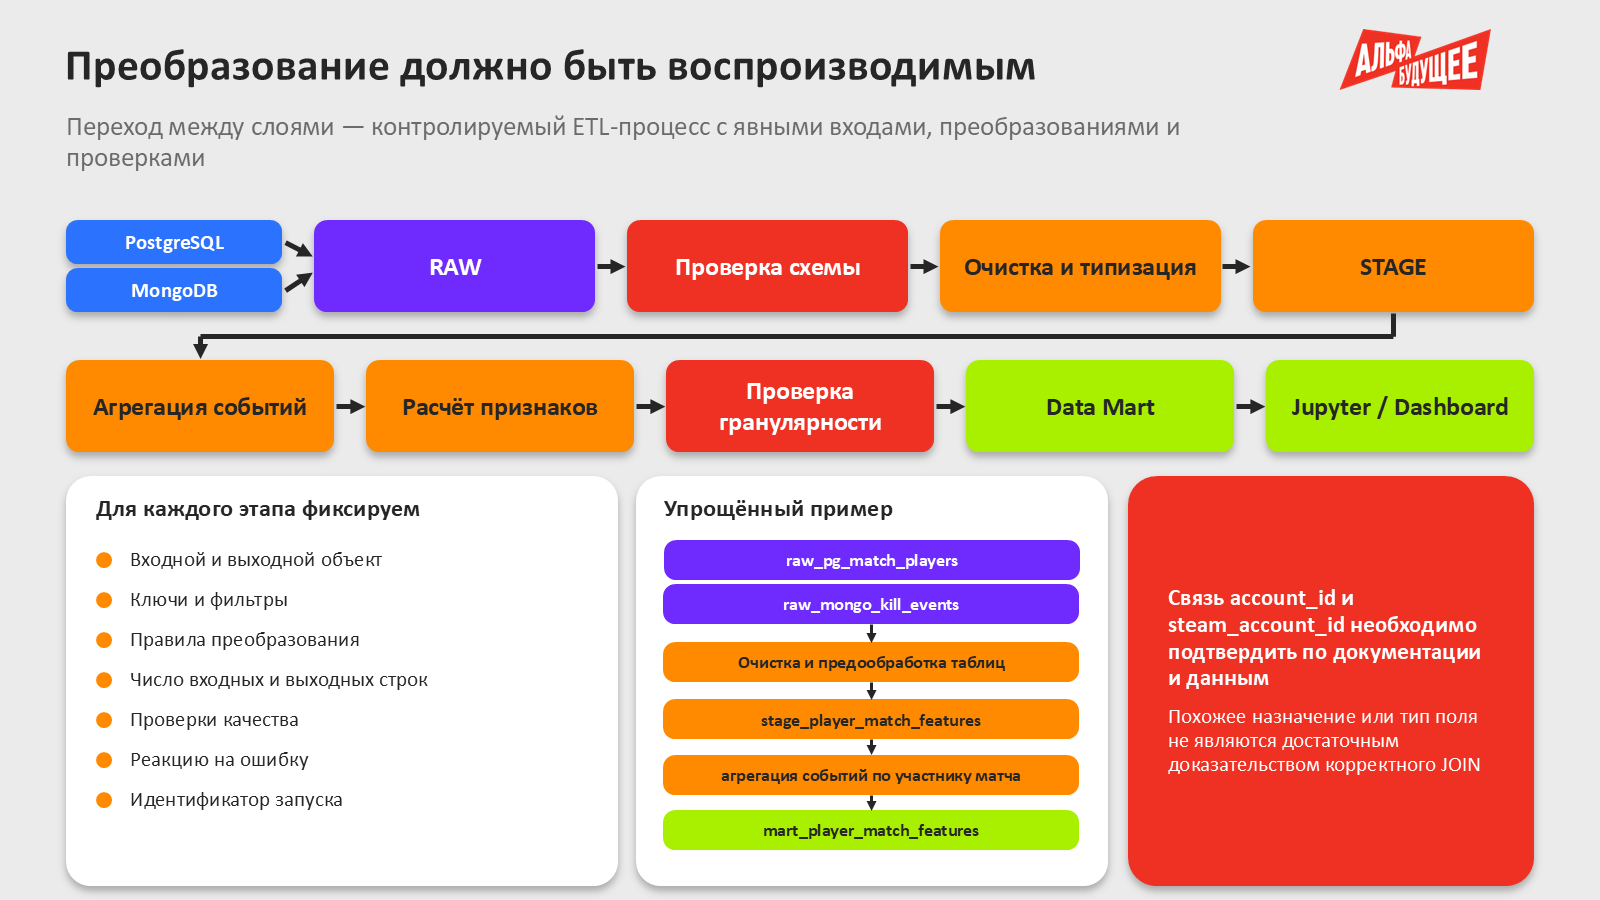 Преобразование должно быть воспроизводимым
АЛЬФА
БУДУЩЕЕ
Переход между слоями — контролируемый ETL-процесс с явными входами, преобразованиями и
проверками
PostgreSQL
MongoDB
RAW
Проверка схемы
Очистка и типизация
STAGE
Агрегация событий
Расчёт признаков
Проверка
гранулярности
Data Mart
Jupyter / Dashboard
Для каждого этапа фиксируем
Входной и выходной объект
Ключи и фильтры
Правила преобразования
Число входных и выходных строк
Проверки качества
Реакцию на ошибку
Идентификатор запуска
Упрощённый пример
raw_pg_match_players
raw_mongo_kill_events
Очистка и предообработка таблиц
stage_player_match_features
агрегация событий по участнику матча
mart_player_match_features
Связь account_id и
steam_account_id необходимо
подтвердить по документации
и данным
Похожее назначение или тип поля
не являются достаточным
доказательством корректного JOIN